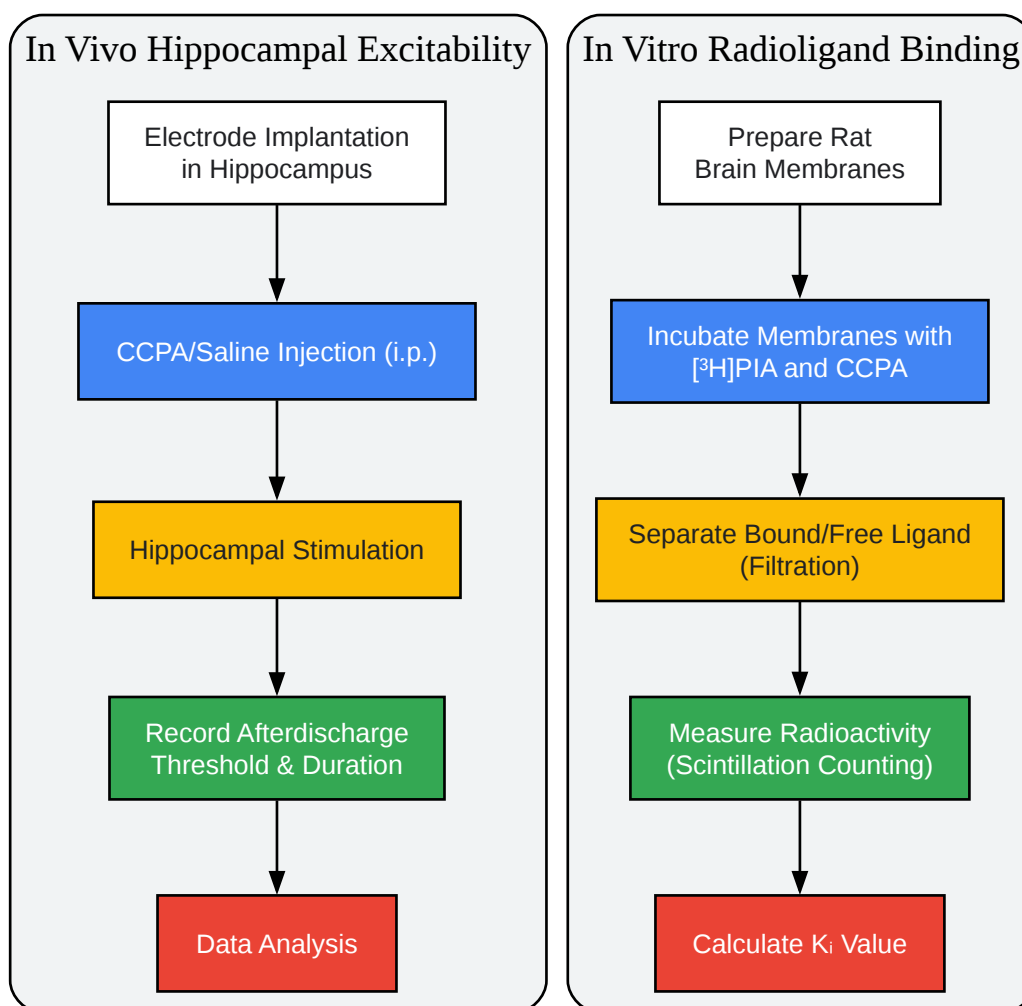 In Vivo Hippocampal Excitability
Electrode Implantation
in Hippocampus
CCPA/Saline Injection (i.p.)
Hippocampal Stimulation
Record Afterdischarge
Threshold & Duration
Data Analysis
In Vitro Radioligand Binding
Prepare Rat
Brain Membranes
Incubate Membranes with
[³H]PIA and CCPA
Separate Bound/Free Ligand
(Filtration)
Measure Radioactivity
(Scintillation Counting)
Calculate Kᵢ Value